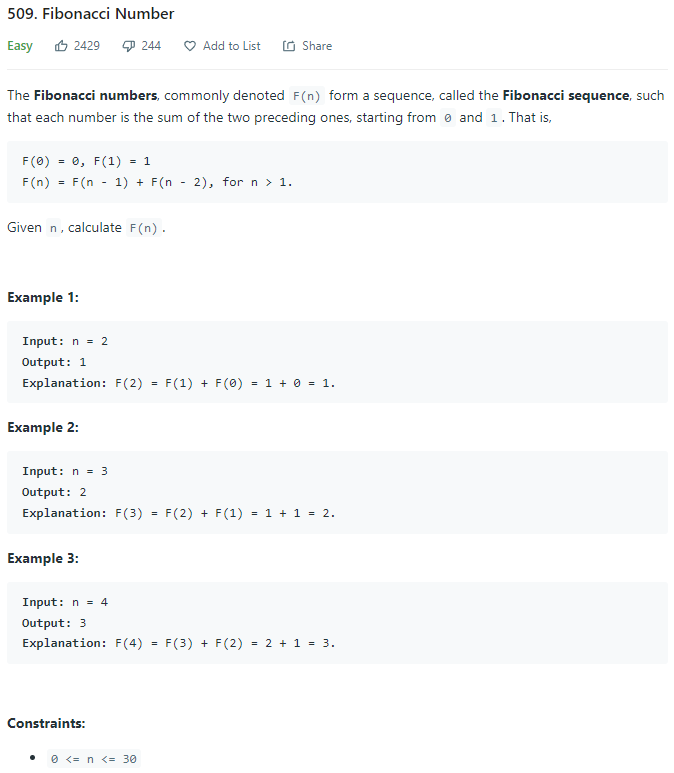 509. Fibonacci Number
Easy 2429 244 Add to List Share
The Fibonacci numbers, commonly denoted F(n) form a sequence, called the Fibonacci sequence, such
that each number is the sum of the two preceding ones, starting from 0 and 1. That is,
F(0) = 0, F(1) = 1
F(n) = F(n - 1) + F(n - 2), for n > 1.
Given n, calculate F(n).
Example 1:
Input: n = 2
Output: 1
Explanation: F(2) = F(1) + F(0) = 1 + 0 = 1.
Example 2:
Input: n = 3
Output: 2
Explanation: F(3) = F(2) + F(1) = 1 + 1 = 2.
Example 3:
Input: n = 4
Output: 3
Explanation: F(4) = F(3) + F(2) = 2 + 1 = 3.
Constraints:
• 0 <= n <= 30